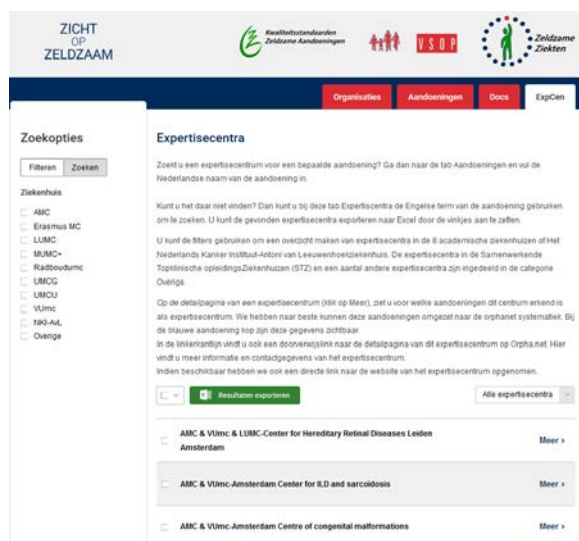 ZICHT
OP
ZELDZAAM
Kwaliteitsstandaarden
Zeldzame Aandoeningen
VSOP
Zeldzame
Ziekten
Organisaties
Aandoeningen
Docs
ExpCen
Zoekopties
Filteren
Zoeken
Ziekenhuis
AMC
Erasmus MC
LUMC
MUMC+
Radboudumc
UMCG
UMCU
VUmc
NKI-AvL
Overige
Expertisecentra
Zoekt u een expertisecentrum voor een bepaalde aandoening? Ga dan naar de tab Aandoeningen en vul de
Nederlandse naam van de aandoening in.
Kunt u het daar niet vinden? Dan kunt u bij deze tab Expertiscentra de Engelse term van de aandoening gebruiken
om te zoeken. U kunt de gevonden expertisecentra exporteren naar Excel door de vinkjes aan te zetten.
U kunt de filters gebruiken om een overzicht maken van expertisecentra in de 8 academische ziekenhuizen of Het
Nederlands Kanker Instituut-Antoni van Leeuwenhoekziekenhuis. De expertisecentra in de Samenwerkende
Topklinische opleidingsZiekenhuizen (STZ) en een aantal andere expertisecentra zijn ingedeeld in de categorie
Overige.
Op de detailpagina van een expertisecentrum (klik op Meer), ziet u voor welke aandoeningen dit centrum erkend is
als expertisecentrum. We hebben naar beste kunnen deze aandoeningen omgezet naar de orphanet systematiek. Bij
de blauwe aandoening kop zijn deze gegevens zichtbaar.
In de linkerkantlijn vindt u ook een doorverwijslink naar de detailpagina van dit expertisecentrum op Orpha.net. Hier
vindt u meer informatie en contactgegevens van het expertisecentrum.
Indien beschikbaar hebben we ook een directe link naar de website van het expertisecentrum opgenomen.
Resultaten exporteren
Alle expertisecentra
AMC & VUmc & LUMC-Center for Hereditary Retinal Diseases Leiden
Amsterdam
Meer >
AMC & VUmc-Amsterdam Center for ILD and sarcoidosis
Meer >
AMC & VUmc-Amsterdam Centre of congenital malformations
Meer >